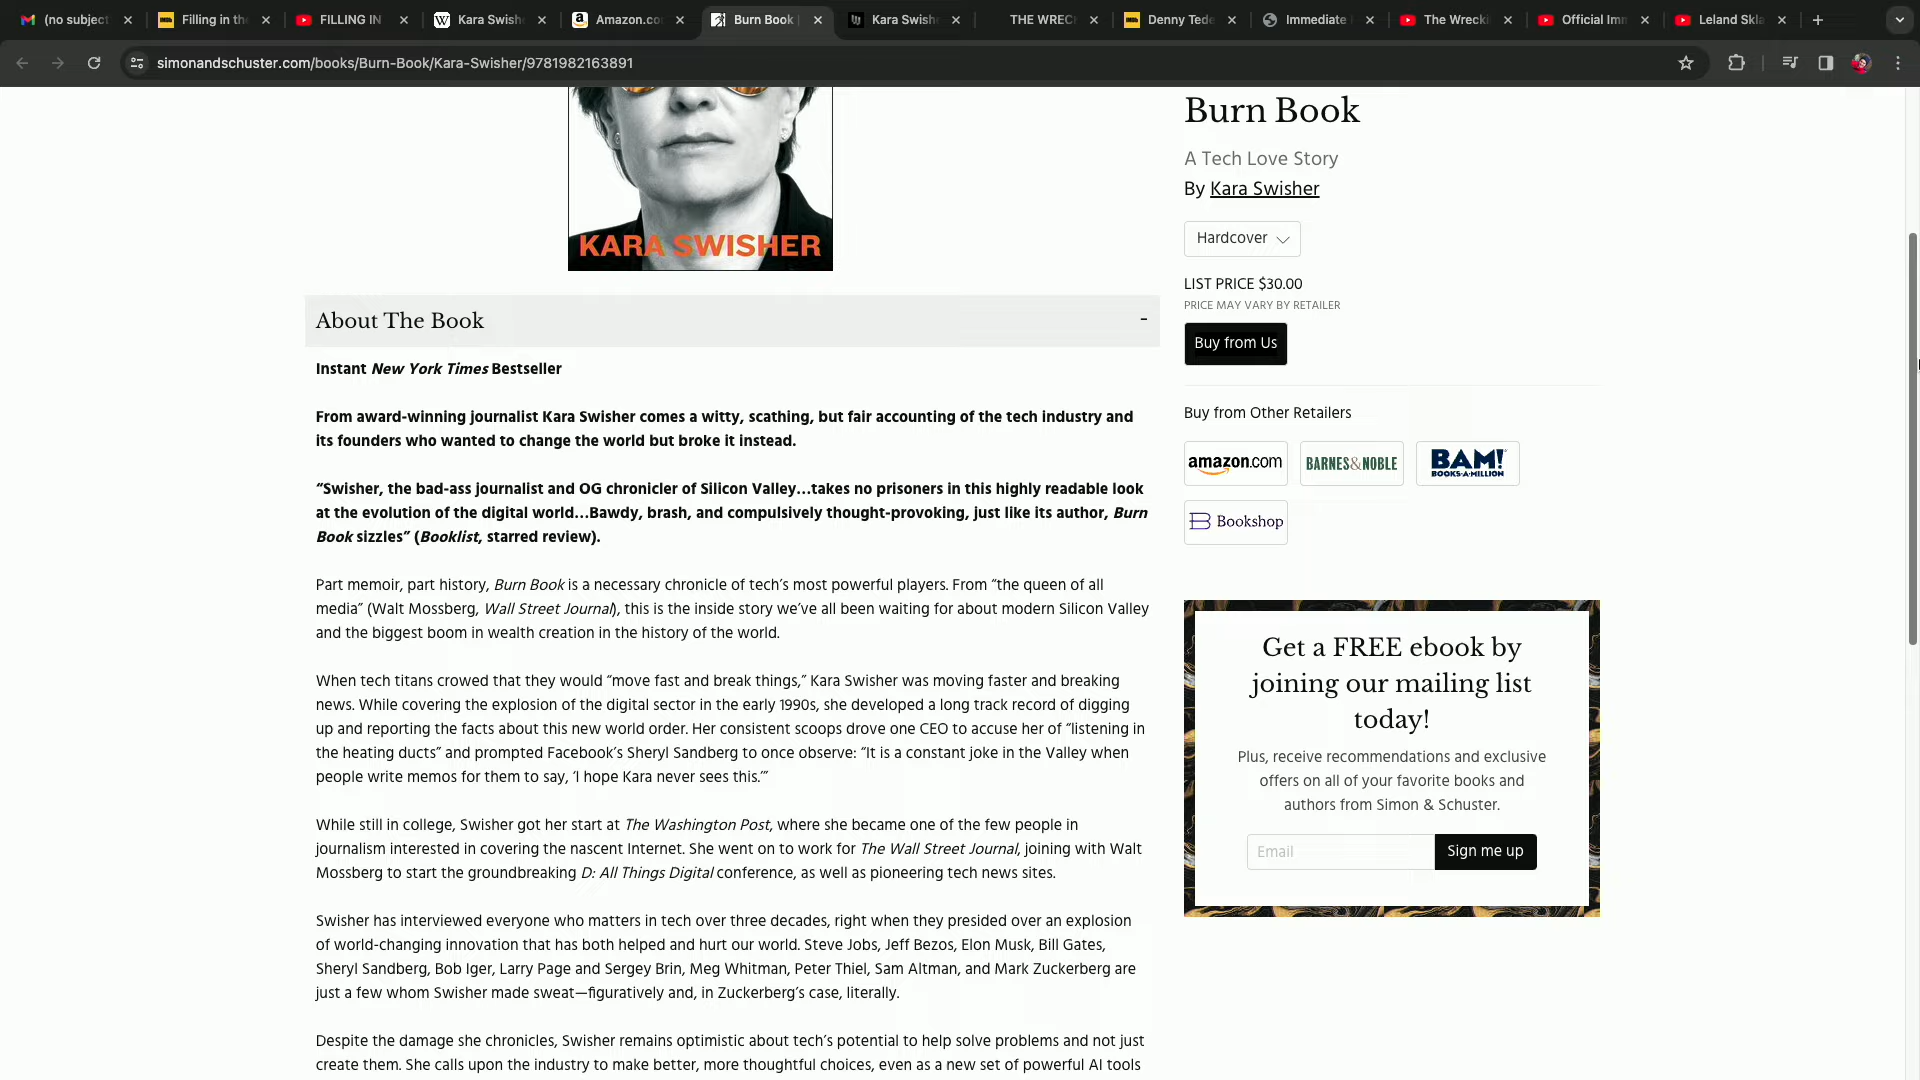 (no subject
Filling in the
FILLING IN
Kara Swish
Amazon.co
Burn Book |
Kara Swishe
THE WREC
Denny Tede
Immediate
The Wrecki
Official Im
Leland Skla
simonandschuster.com/books/Burn-Book/Kara-Swisher/9781982163891
KARA SWISHER
About The Book
-
Instant New York Times Bestseller
From award-winning journalist Kara Swisher comes a witty, scathing, but fair accounting of the tech industry and
its founders who wanted to change the world but broke it instead.
“Swisher, the bad-ass journalist and OG chronicler of Silicon Valley…takes no prisoners in this highly readable look
at the evolution of the digital world…Bawdy, brash, and compulsively thought-provoking, just like its author, Burn
Book sizzles” (Booklist, starred review).
Part memoir, part history, Burn Book is a necessary chronicle of tech’s most powerful players. From “the queen of all
media” (Walt Mossberg, Wall Street Journal), this is the inside story we’ve all been waiting for about modern Silicon Valley
and the biggest boom in wealth creation in the history of the world.
When tech titans crowed that they would “move fast and break things,” Kara Swisher was moving faster and breaking
news. While covering the explosion of the digital sector in the early 1990s, she developed a long track record of digging
up and reporting the facts about this new world order. Her consistent scoops drove one CEO to accuse her of “listening in
the heating ducts” and prompted Facebook’s Sheryl Sandberg to once observe: “It is a constant joke in the Valley when
people write memos for them to say, ‘I hope Kara never sees this.’”
While still in college, Swisher got her start at The Washington Post, where she became one of the few people in
journalism interested in covering the nascent Internet. She went on to work for The Wall Street Journal, joining with Walt
Mossberg to start the groundbreaking D: All Things Digital conference, as well as pioneering tech news sites.
Swisher has interviewed everyone who matters in tech over three decades, right when they presided over an explosion
of world-changing innovation that has both helped and hurt our world. Steve Jobs, Jeff Bezos, Elon Musk, Bill Gates,
Sheryl Sandberg, Bob Iger, Larry Page and Sergey Brin, Meg Whitman, Peter Thiel, Sam Altman, and Mark Zuckerberg are
just a few whom Swisher made sweat—figuratively and, in Zuckerberg’s case, literally.
Despite the damage she chronicles, Swisher remains optimistic about tech’s potential to help solve problems and not just
create them. She calls upon the industry to make better, more thoughtful choices, even as a new set of powerful AI tools
Burn Book
A Tech Love Story
By Kara Swisher
Hardcover
LIST PRICE $30.00
PRICE MAY VARY BY RETAILER
Buy from Us
Buy from Other Retailers
amazon.com
BARNES&NOBLE
BAM!
BOOKS-A-MILLION
Bookshop
Get a FREE ebook by
joining our mailing list
today!
Plus, receive recommendations and exclusive
offers on all of your favorite books and
authors from Simon & Schuster.
Email
Sign me up